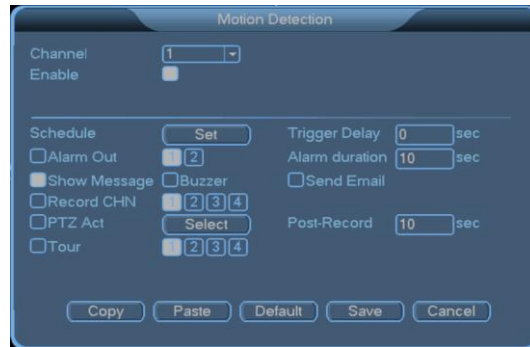 Motion Detection
Channel 1
Enable
Schedule Set Trigger Delay 0 sec
Alarm Out 1 2 Alarm duration 10 sec
Show Message Buzzer Send Email
Record CHN 1 2 3 4
PTZ Act Select Post-Record 10 sec
Tour 1 2 3 4
Copy Paste Default Save Cancel